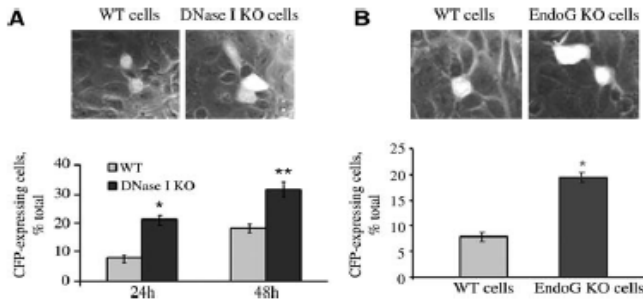 A
WT cells
DNase I KO cells
CFP-expressing cells,
% total
40
30
20
10
0
WT
DNase I KO
*
**
24h
48h
B
WT cells
EndoG KO cells
CFP-expressing cells,
% total
25
20
15
10
5
0
*
WT cells
EndoG KO cells